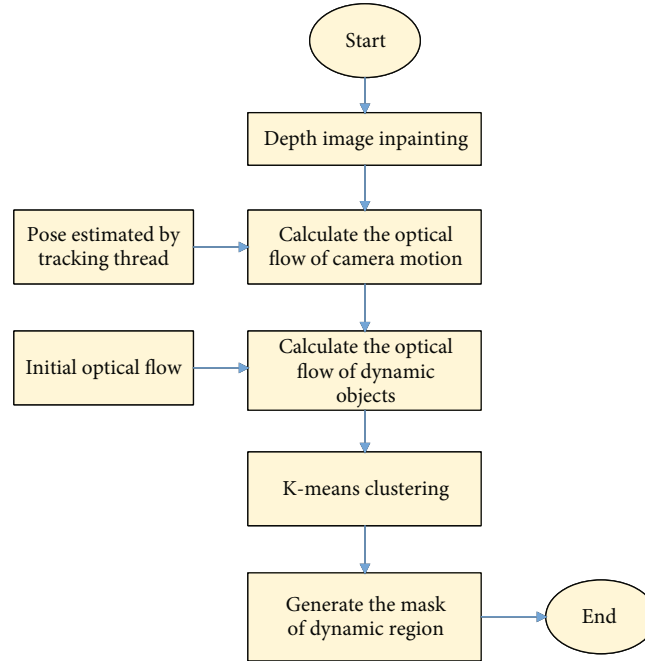 Start
Depth image inpainting
Pose estimated by
tracking thread
Calculate the optical
flow of camera motion
Initial optical flow
Calculate the optical
flow of dynamic
objects
K-means clustering
Generate the mask
of dynamic region
End